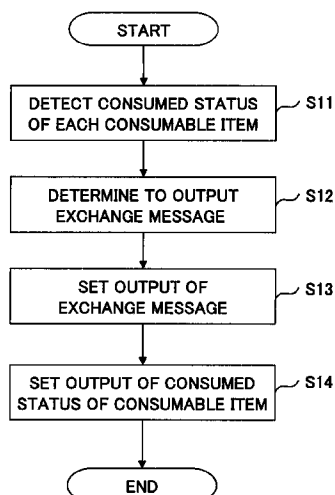 START
DETECT CONSUMED STATUS
OF EACH CONSUMABLE ITEM
S11
DETERMINE TO OUTPUT
EXCHANGE MESSAGE
S12
SET OUTPUT OF
EXCHANGE MESSAGE
S13
SET OUTPUT OF CONSUMED
STATUS OF CONSUMABLE ITEM
S14
END